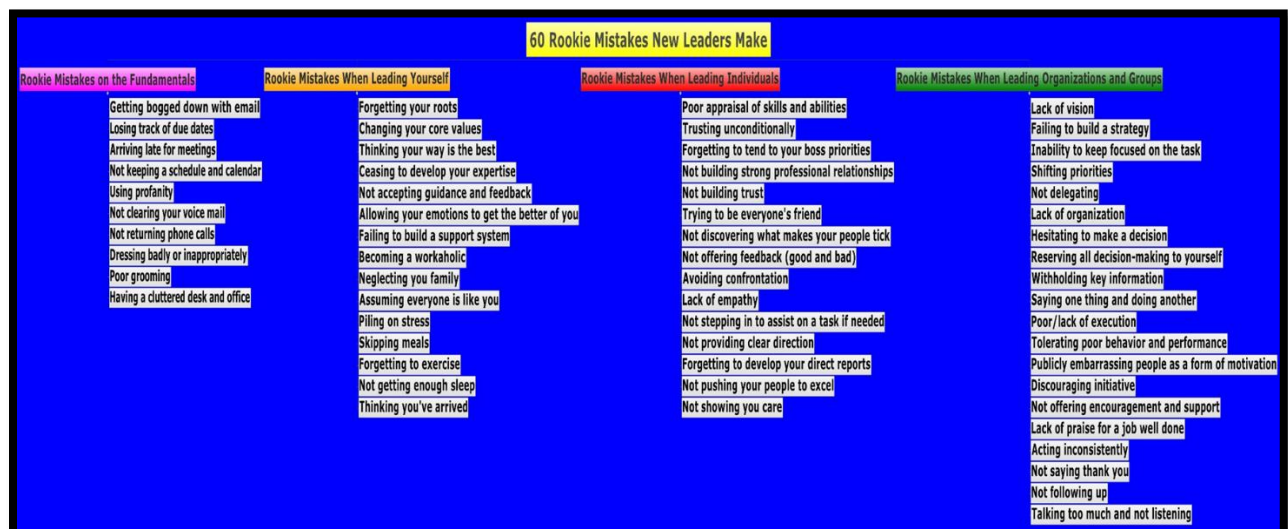 60 Rookie Mistakes New Leaders Make
Rookie Mistakes on the Fundamentals
Getting bogged down with email
Losing track of due dates
Arriving late for meetings
Not keeping a schedule and calendar
Using profanity
Not clearing your voice mail
Not returning phone calls
Dressing badly or inappropriately
Poor grooming
Having a cluttered desk and office
Rookie Mistakes When Leading Yourself
Forgetting your roots
Changing your core values
Thinking your way is the best
Ceasing to develop your expertise
Not accepting guidance and feedback
Allowing your emotions to get the better of you
Failing to build a support system
Becoming a workaholic
Neglecting you family
Assuming everyone is like you
Piling on stress
Skipping meals
Forgetting to exercise
Not getting enough sleep
Thinking you've arrived
Rookie Mistakes When Leading Individuals
Poor appraisal of skills and abilities
Trusting unconditionally
Forgetting to tend to your boss priorities
Not building strong professional relationships
Not building trust
Trying to be everyone's friend
Not discovering what makes your people tick
Not offering feedback (good and bad)
Avoiding confrontation
Lack of empathy
Not stepping in to assist on a task if needed
Not providing clear direction
Forgetting to develop your direct reports
Not pushing your people to excel
Not showing you care
Rookie Mistakes When Leading Organizations and Groups
Lack of vision
Failing to build a strategy
Inability to keep focused on the task
Shifting priorities
Not delegating
Lack of organization
Hesitating to make a decision
Reserving all decision-making to yourself
Withholding key information
Saying one thing and doing another
Poor/lack of execution
Tolerating poor behavior and performance
Publicly embarrassing people as a form of motivation
Discouraging initiative
Not offering encouragement and support
Lack of praise for a job well done
Acting inconsistently
Not saying thank you
Not following up
Talking too much and not listening